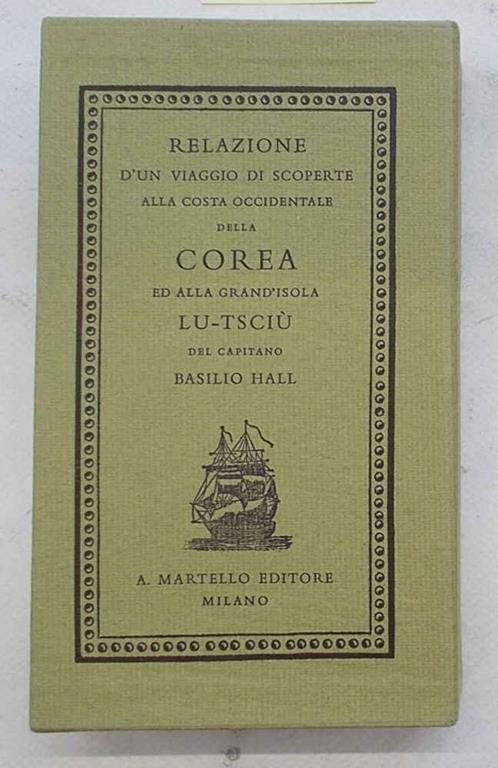 RELAZIONE
D'UN VIAGGIO DI SCOPERTE
ALLA COSTA OCCIDENTALE
DELLA
COREA
ED ALLA GRAND'ISOLA
LU-TSCIÙ
DEL CAPITANO
BASILIO HALL
A. MARTELLO EDITORE
MILANO